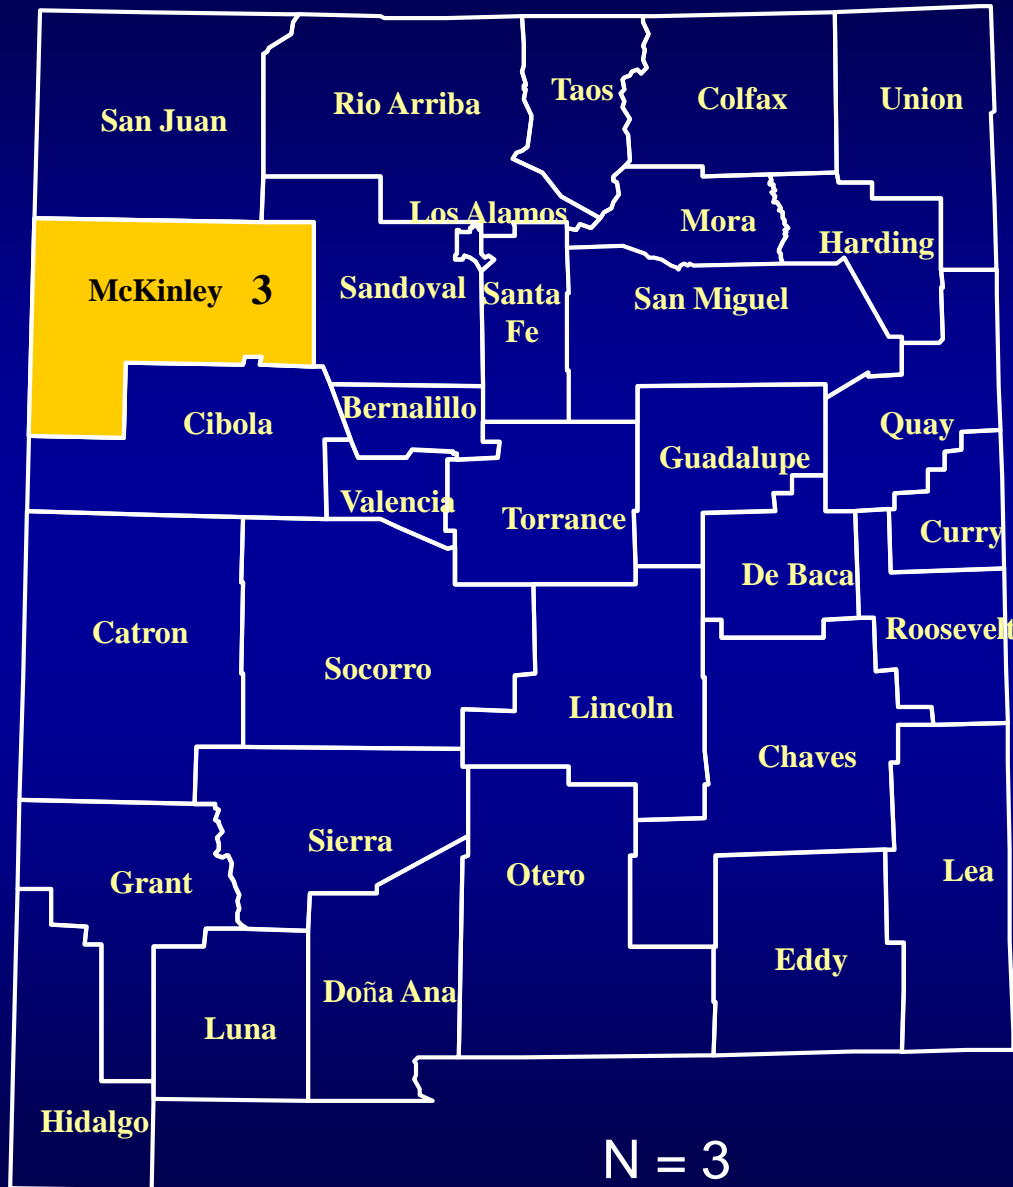 Taos
Colfax
Union
Rio Arriba
San Juan
Los Alamos
Mora
Harding
McKinley 3
Sandoval
Santa
Fe
San Miguel
Bernalillo
Cibola
Quay
Guadalupe
Valencia
Torrance
Curry
De Baca
Catron
Roosevelt
Socorro
Lincoln
Chaves
Sierra
Grant
Otero
Lea
Eddy
Doña Ana
Luna
Hidalgo
N = 3